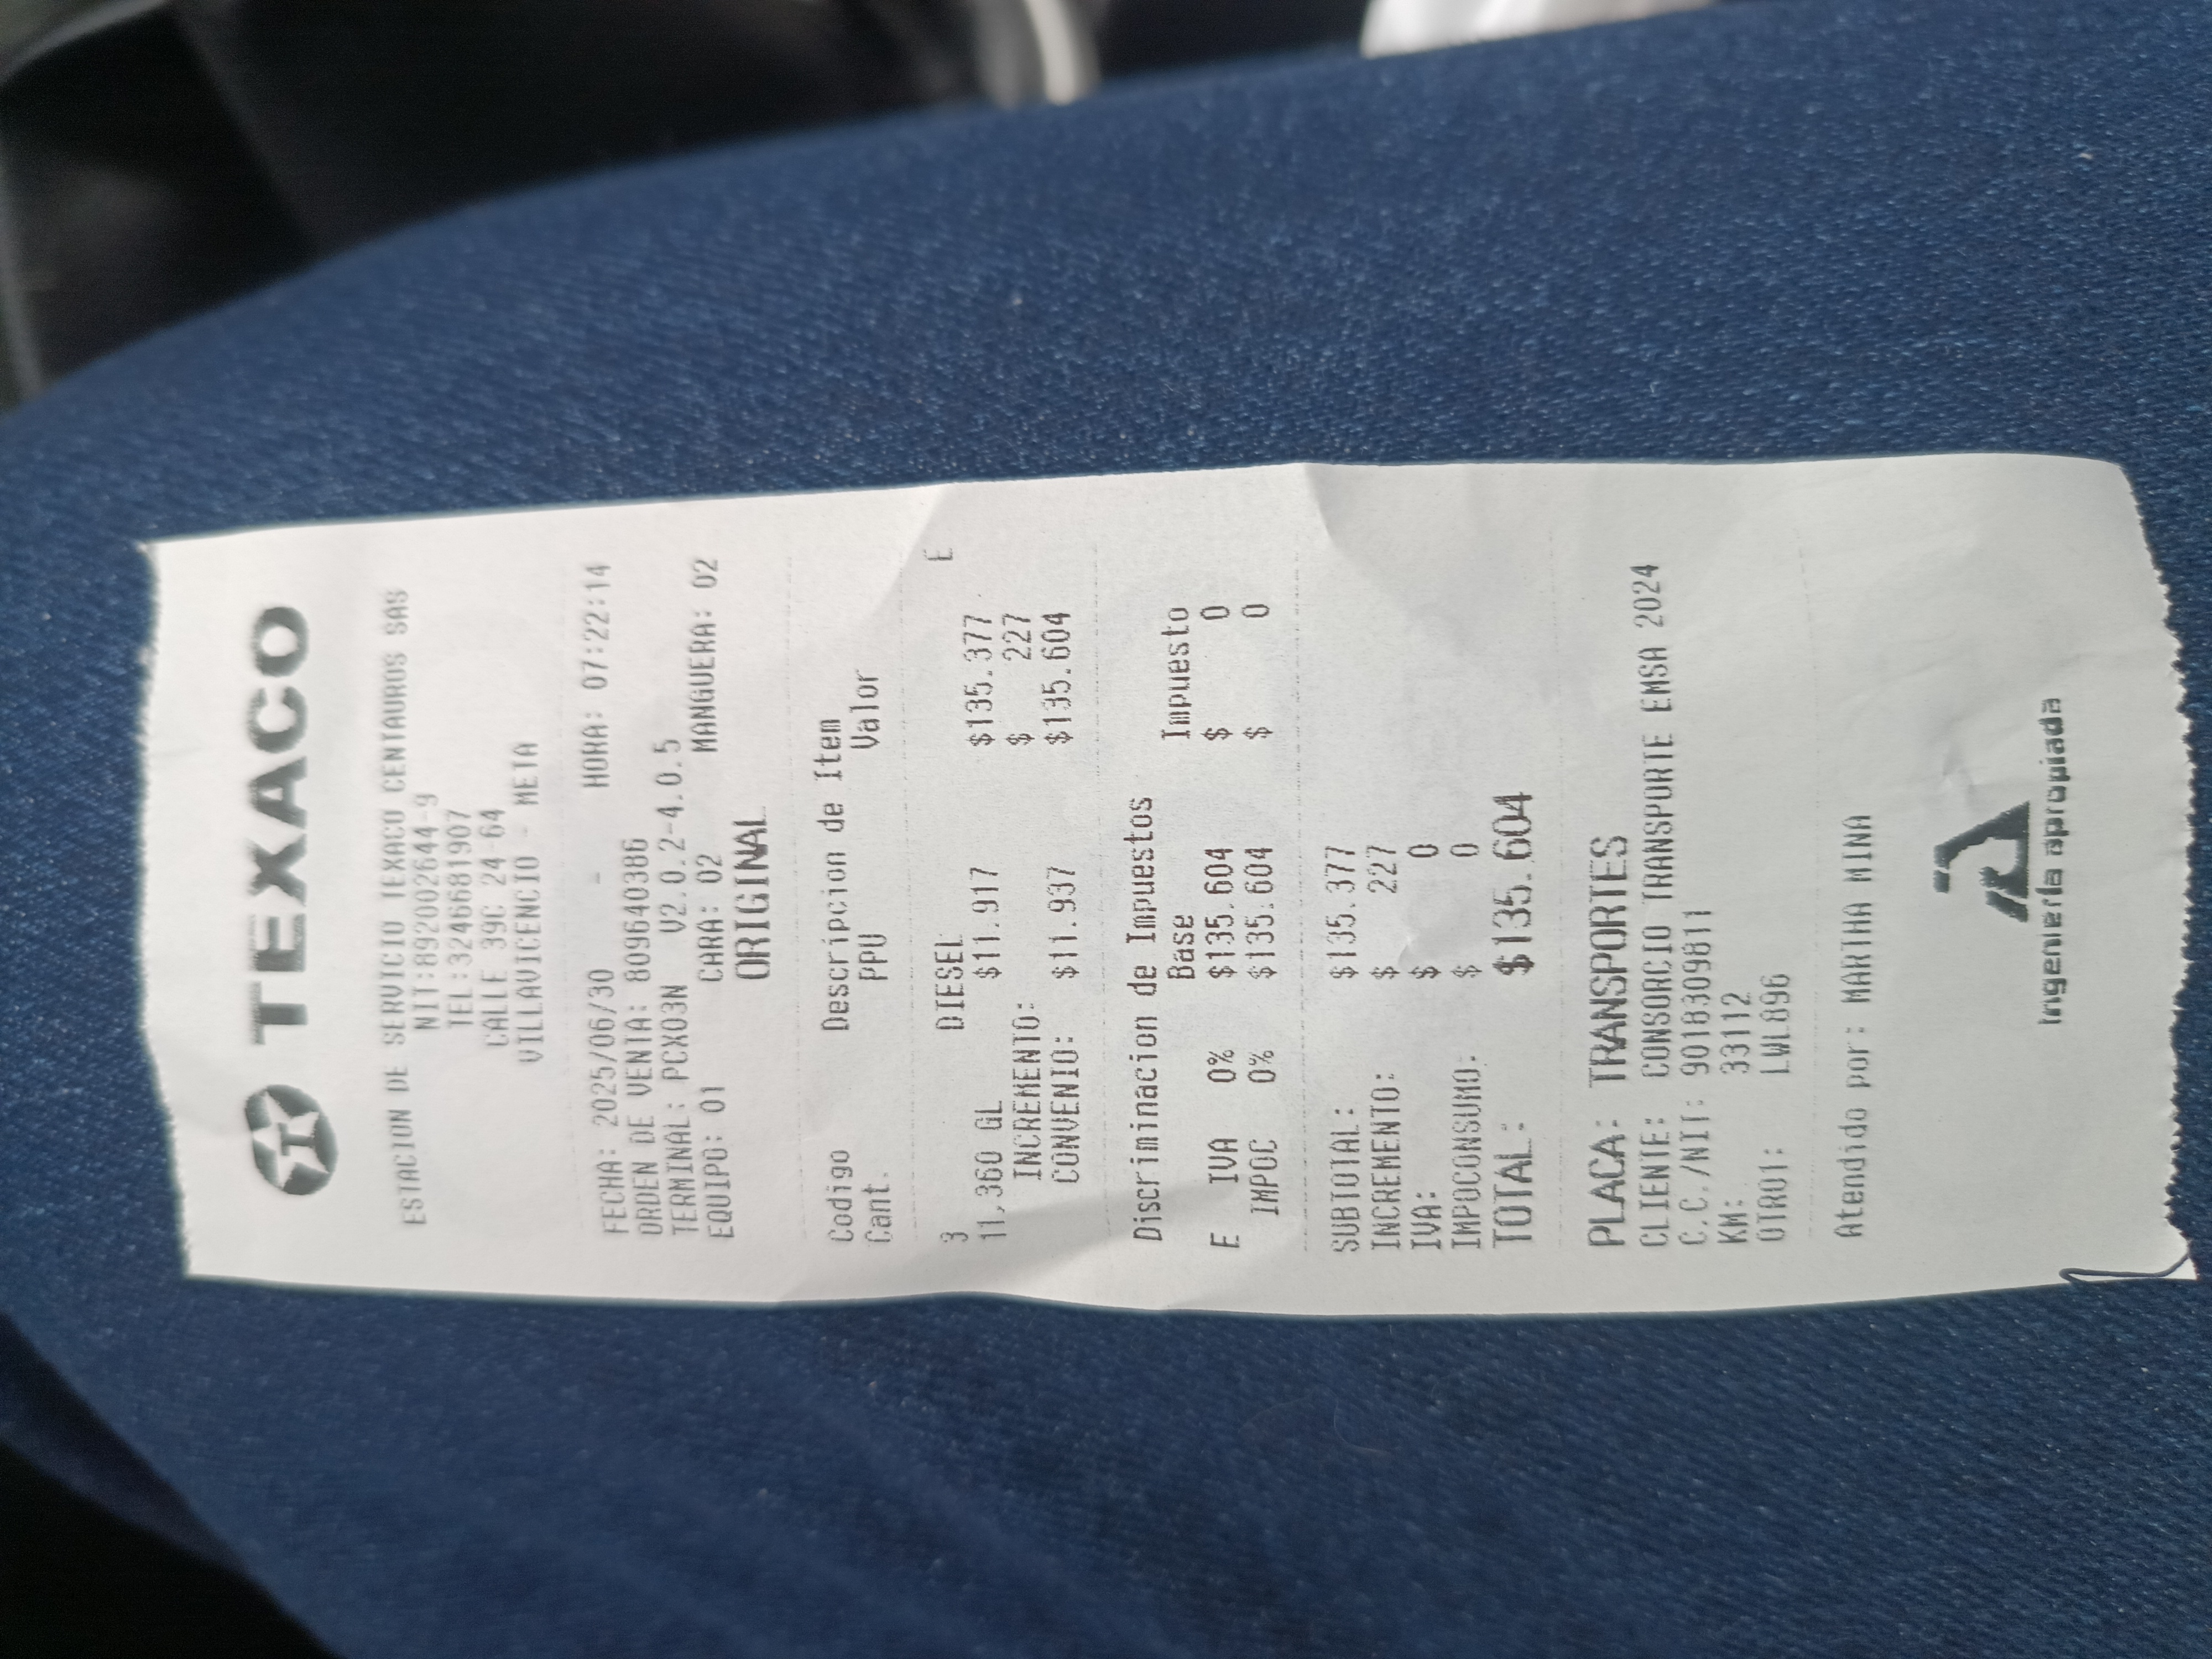 TEXACO
ESTACION DE SERVICIO TEXACO CENTAUROS SAS
NIT:892002644-9
TEL:3246681907
CALLE 39C 24-64
VILLAVICENCIO - META
FECHA: 2025/06/30 - HORA: 07:22:14
ORDEN DE VENTA: 809640386
TERMINAL: PCX03N V2.0.2-4.0.5
EQUIPO: 01 CARA: 02 MANGUERA: 02
ORIGINAL
Codigo Descripcion de Item
Cant. PPU Valor
3 DIESEL E
11,360 GL $11.917 $135.377
INCREMENTO: $ 227
CONVENIO: $11.937 $135.604
Discriminacion de Impuestos
Base Impuesto
E IVA 0% $135.604 $ 0
IMPOC 0% $135.604 $ 0
SUBTOTAL: $135.377
INCREMENTO: $ 227
IVA: $ 0
IMPOCONSUMO: $ 0
TOTAL: $135.604
PLACA: TRANSPORTES
CLIENTE: CONSORCIO TRANSPORTE EMSA 2024
C.C./NIT: 9018309811
KM: 33112
OTRO1: LWL896
Atendido por: MARTHA MINA
Ingeniería apropiada